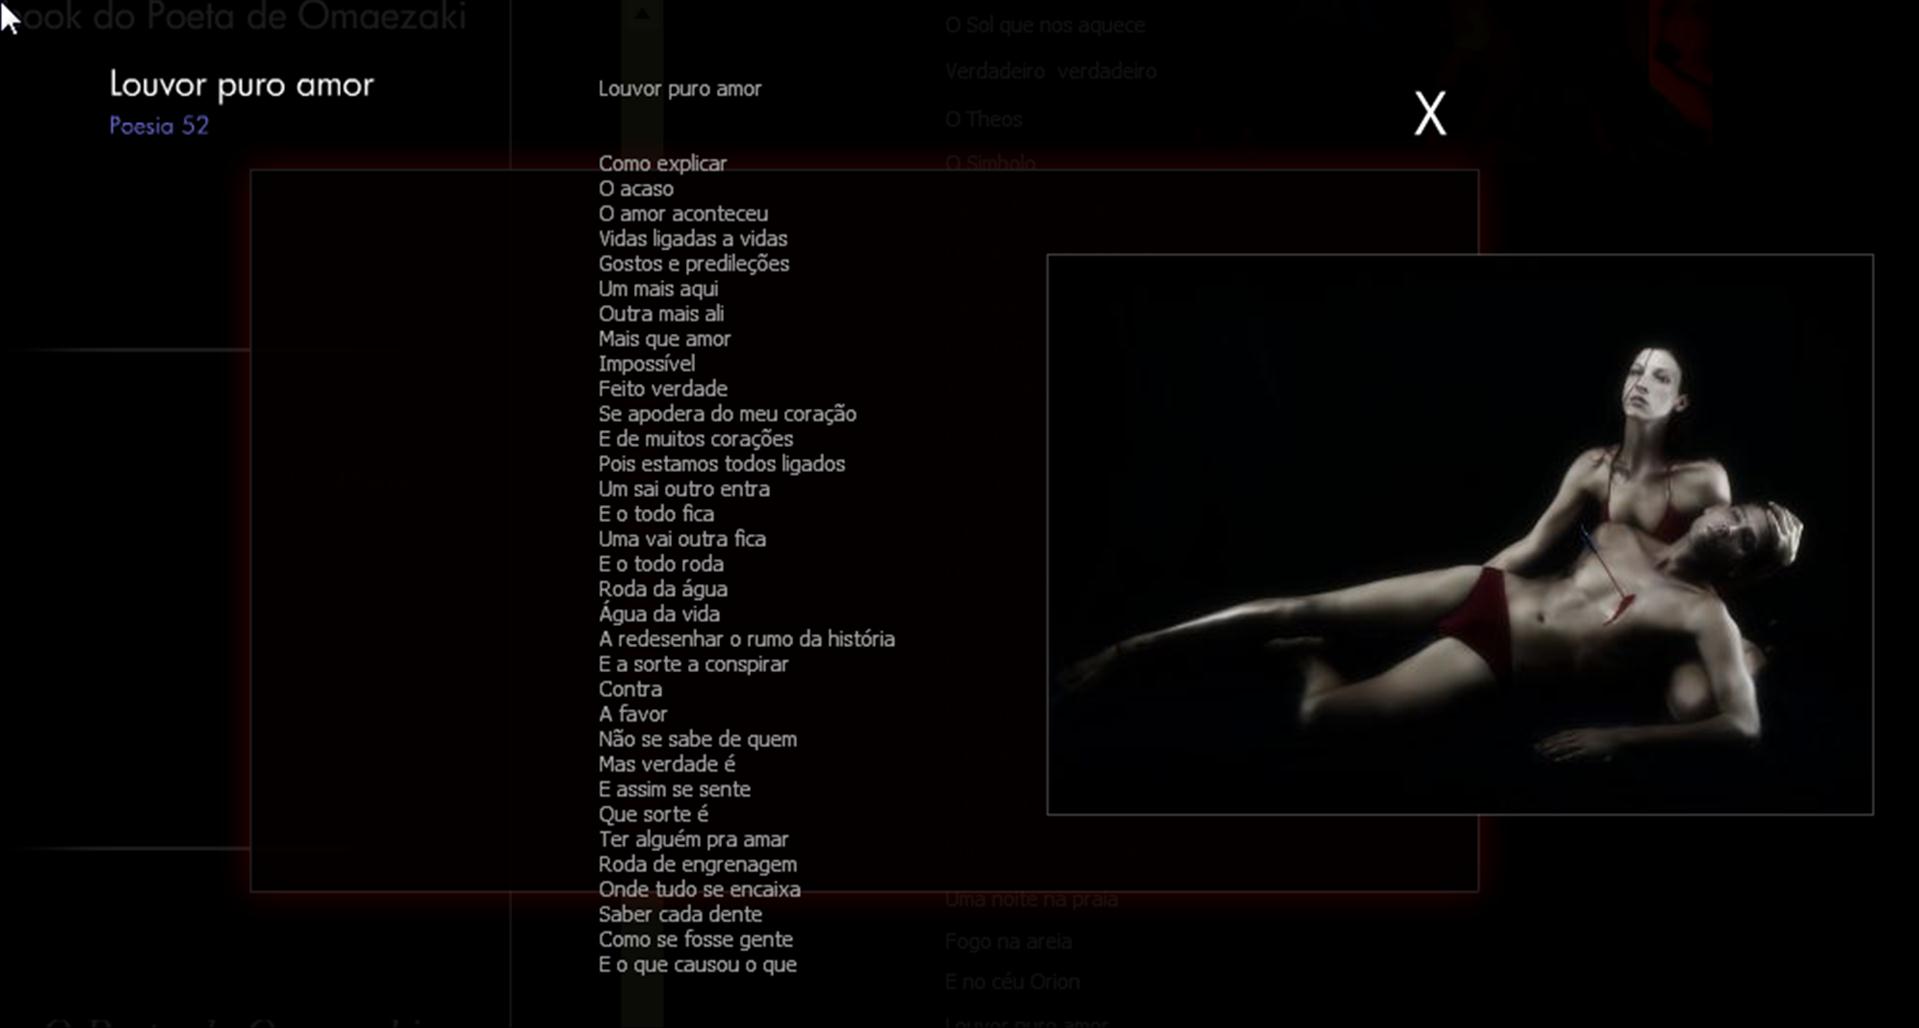 book do Poeta de Omaezaki
Louvor puro amor
Poesia 52
Louvor puro amor
Como explicar
O acaso
O amor aconteceu
Vidas ligadas a vidas
Gostos e predileções
Um mais aqui
Outra mais ali
Mais que amor
Impossível
Feito verdade
Se apodera do meu coração
E de muitos corações
Pois estamos todos ligados
Um sai outro entra
E o todo fica
Uma vai outra fica
E o todo roda
Roda da água
Água da vida
A redesenhar o rumo da história
E a sorte a conspirar
Contra
A favor
Não se sabe de quem
Mas verdade é
E assim se sente
Que sorte é
Ter alguém pra amar
Roda de engrenagem
Onde tudo se encaixa
Saber cada dente
Como se fosse gente
E o que causou o que
O Sol que nos aquece
Verdadeiro verdadeiro
O Theos
O Simbolo
X
Uma noite na praia
Fogo na areia
E no céu Orion
Louvor puro amor